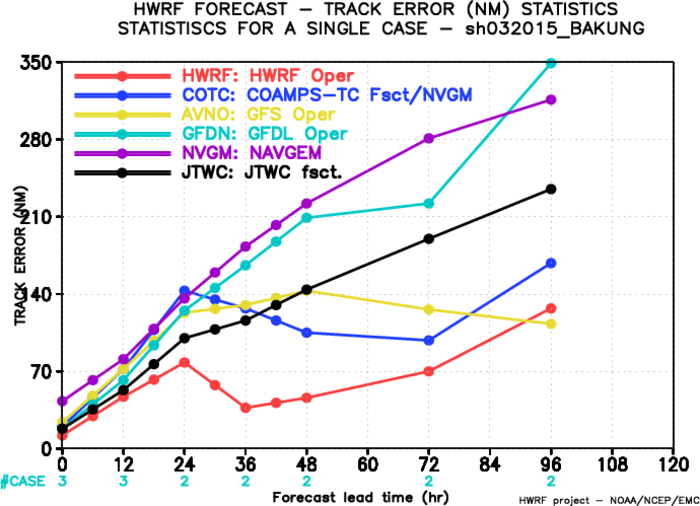 HWRF FORECAST – TRACK ERROR (NM) STATISTICS
STATISTISCS FOR A SINGLE CASE – sh032015_BAKUNG
350
280
210
140
70
0
TRACK ERROR (NM)
HWRF: HWRF Oper
COTC: COAMPS–TC Fsct/NVGM
AVNO: GFS Oper
GFDN: GFDL Oper
NVGM: NAVGEM
JTWC: JTWC fsct.
0 12 24 36 48 60 72 84 96 108 120
#CASE 3 3 2 2 2 2 2
Forecast lead time (hr)
HWRF project – NOAA/NCEP/EMC